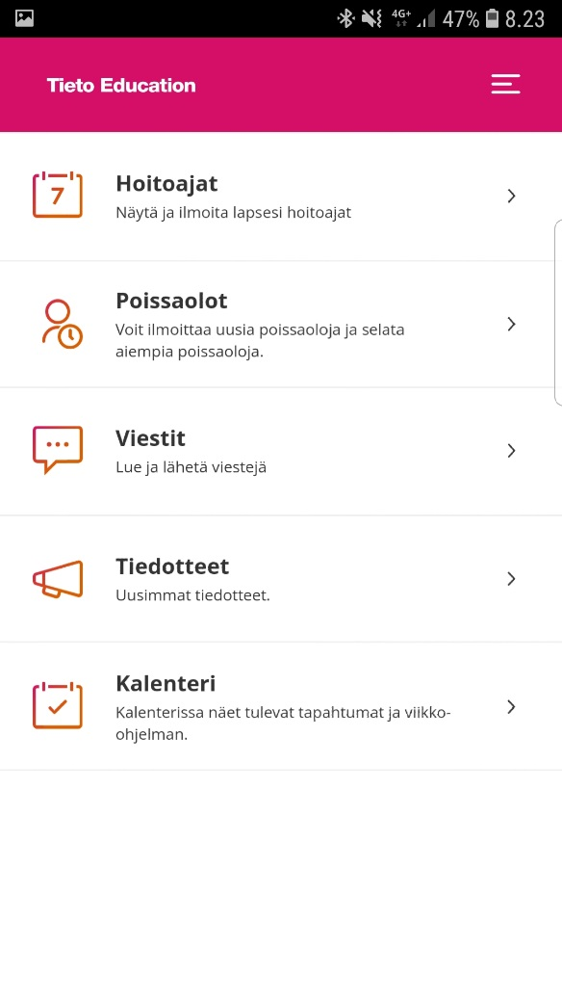 4G+ 47% 8.23
Tieto Education
7
Hoitoajat
Näytä ja ilmoita lapsesi hoitoajat
Poissaolot
Voit ilmoittaa uusia poissaoloja ja selata
aiempia poissaoloja.
Viestit
Lue ja lähetä viestejä
Tiedotteet
Uusimmat tiedotteet.
Kalenteri
Kalenterissa näet tulevat tapahtumat ja viikko-
ohjelman.